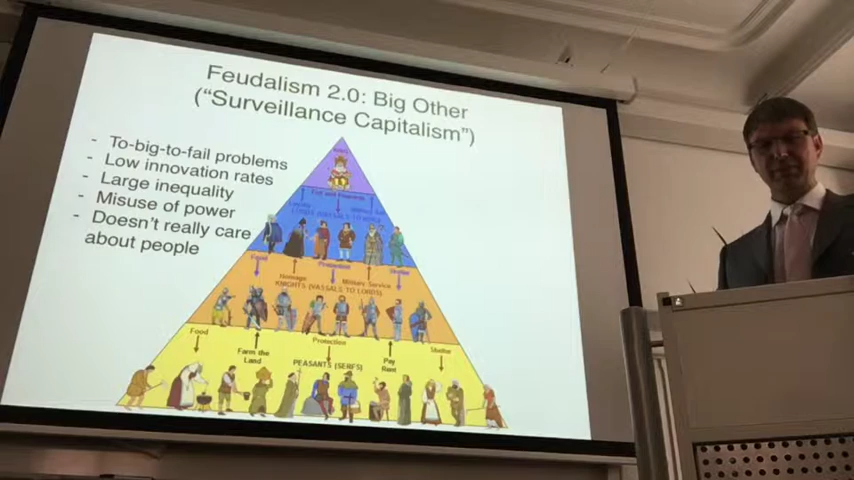 Feudalism 2.0: Big Other
("Surveillance Capitalism")
- To-big-to-fail problems
- Low innovation rates
- Large inequality
- Misuse of power
- Doesn't really care
about people
Food Protection Shelter
Homage Military Service
KNIGHTS (VASSALS TO LORDS)
Food Protection Shelter
Farm the
Land
Pay
Rent
PEASANTS (SERFS)